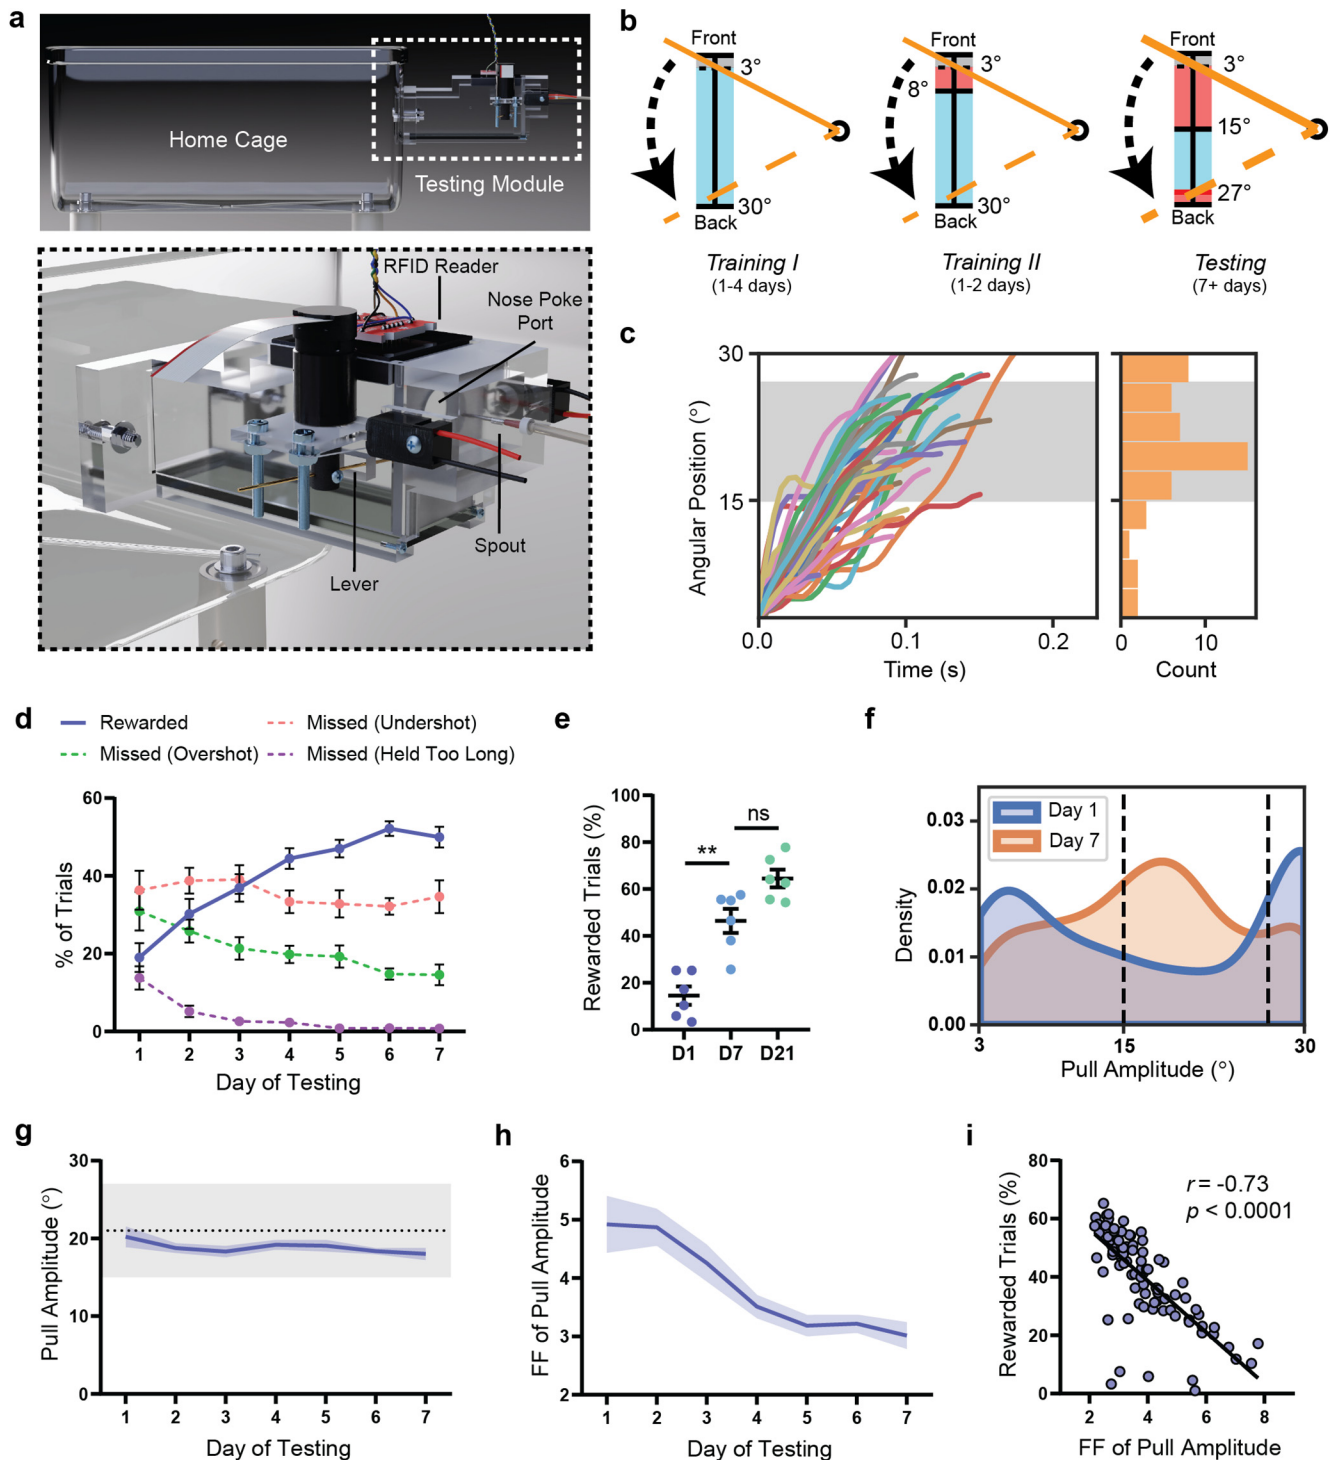 a
Home Cage
Testing Module
RFID Reader
Nose Poke
Port
Spout
Lever
b
Front
3°
30°
Back
Training I
(1-4 days)
Front
3°
8°
30°
Back
Training II
(1-2 days)
Front
3°
15°
27°
Back
Testing
(7+ days)
c
30
15
Angular Position (°)
0.0
0.1
0.2
Time (s)
0
10
Count
d
Rewarded
Missed (Undershot)
Missed (Overshot)
Missed (Held Too Long)
60
40
20
0
% of Trials
1 2 3 4 5 6 7
Day of Testing
e
100
80
60
40
20
0
Rewarded Trials (%)
**
ns
D1 D7 D21
f
Day 1
Day 7
0.03
0.02
0.01
0.00
Density
3 15 30
Pull Amplitude (°)
g
30
20
10
0
Pull Amplitude (°)
1 2 3 4 5 6 7
Day of Testing
h
6
5
4
3
2
FF of Pull Amplitude
1 2 3 4 5 6 7
Day of Testing
i
80
60
40
20
0
Rewarded Trials (%)
r = -0.73
p < 0.0001
2 4 6 8
FF of Pull Amplitude